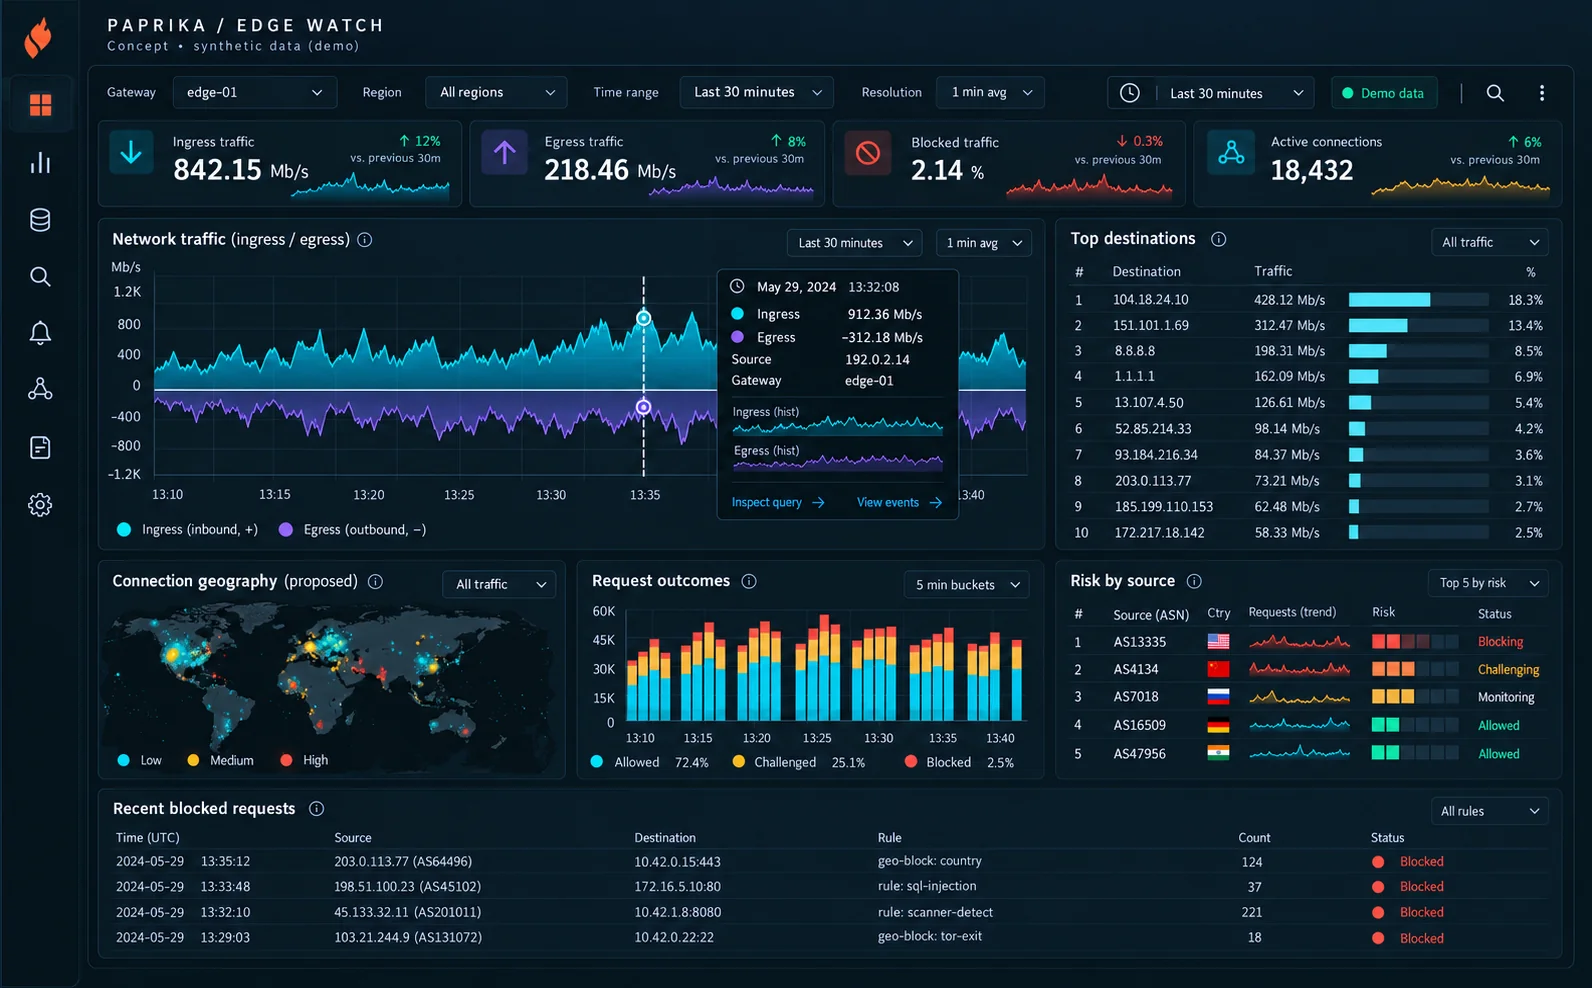 PAPRIKA / EDGE WATCH
Concept • synthetic data (demo)
Gateway edge-01 Region All regions Time range Last 30 minutes Resolution 1 min avg Last 30 minutes Demo data
Ingress traffic
↑ 12%
vs. previous 30m
842.15 Mb/s
Egress traffic
↑ 8%
vs. previous 30m
218.46 Mb/s
Blocked traffic
↓ 0.3%
vs. previous 30m
2.14 %
Active connections
↑ 6%
vs. previous 30m
18,432
Network traffic (ingress / egress)
Last 30 minutes 1 min avg
Mb/s
1.2K
800
400
0
-400
-800
-1.2K
13:10 13:15 13:20 13:25 13:30 13:35 13:40
May 29, 2024 13:32:08
Ingress 912.36 Mb/s
Egress -312.18 Mb/s
Source 192.0.2.14
Gateway edge-01
Ingress (hist)
Egress (hist)
Inspect query → View events →
Ingress (inbound, +) Egress (outbound, −)
Top destinations
All traffic
# Destination Traffic %
1 104.18.24.10 428.12 Mb/s 18.3%
2 151.101.1.69 312.47 Mb/s 13.4%
3 8.8.8.8 198.31 Mb/s 8.5%
4 1.1.1.1 162.09 Mb/s 6.9%
5 13.107.4.50 126.61 Mb/s 5.4%
6 52.85.214.33 98.14 Mb/s 4.2%
7 93.184.216.34 84.37 Mb/s 3.6%
8 203.0.113.77 73.21 Mb/s 3.1%
9 185.199.110.153 62.48 Mb/s 2.7%
10 172.217.18.142 58.33 Mb/s 2.5%
Connection geography (proposed)
All traffic
Low Medium High
Request outcomes
5 min buckets
60K
45K
30K
15K
0
13:10 13:15 13:20 13:25 13:30 13:35 13:40
Allowed 72.4% Challenged 25.1% Blocked 2.5%
Risk by source
Top 5 by risk
# Source (ASN) Ctry Requests (trend) Risk Status
1 AS13335 Blocking
2 AS4134 Challenging
3 AS7018 Monitoring
4 AS16509 Allowed
5 AS47956 Allowed
Recent blocked requests
All rules
Time (UTC) Source Destination Rule Count Status
2024-05-29 13:35:12 203.0.113.77 (AS64496) 10.42.0.15:443 geo-block: country 124 Blocked
2024-05-29 13:33:48 198.51.100.23 (AS45102) 172.16.5.10:80 rule: sql-injection 37 Blocked
2024-05-29 13:32:10 45.133.32.11 (AS201011) 10.42.1.8:8080 rule: scanner-detect 221 Blocked
2024-05-29 13:29:03 103.21.244.9 (AS131072) 10.42.0.22:22 geo-block: tor-exit 18 Blocked